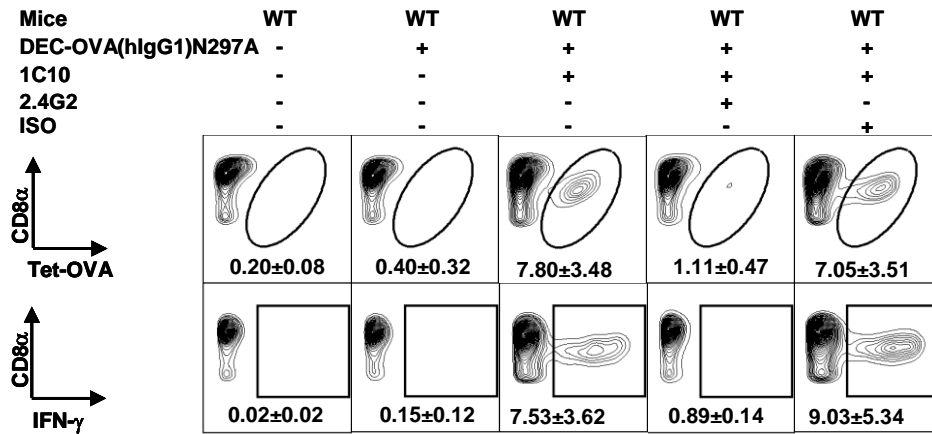 Mice WT WT WT WT WT
DEC-OVA(hIgG1)N297A - + + + +
1C10 - - + + +
2.4G2 - - - + -
ISO - - - - +
CD8α
Tet-OVA
0.20±0.08 0.40±0.32 7.80±3.48 1.11±0.47 7.05±3.51
CD8α
IFN-γ
0.02±0.02 0.15±0.12 7.53±3.62 0.89±0.14 9.03±5.34